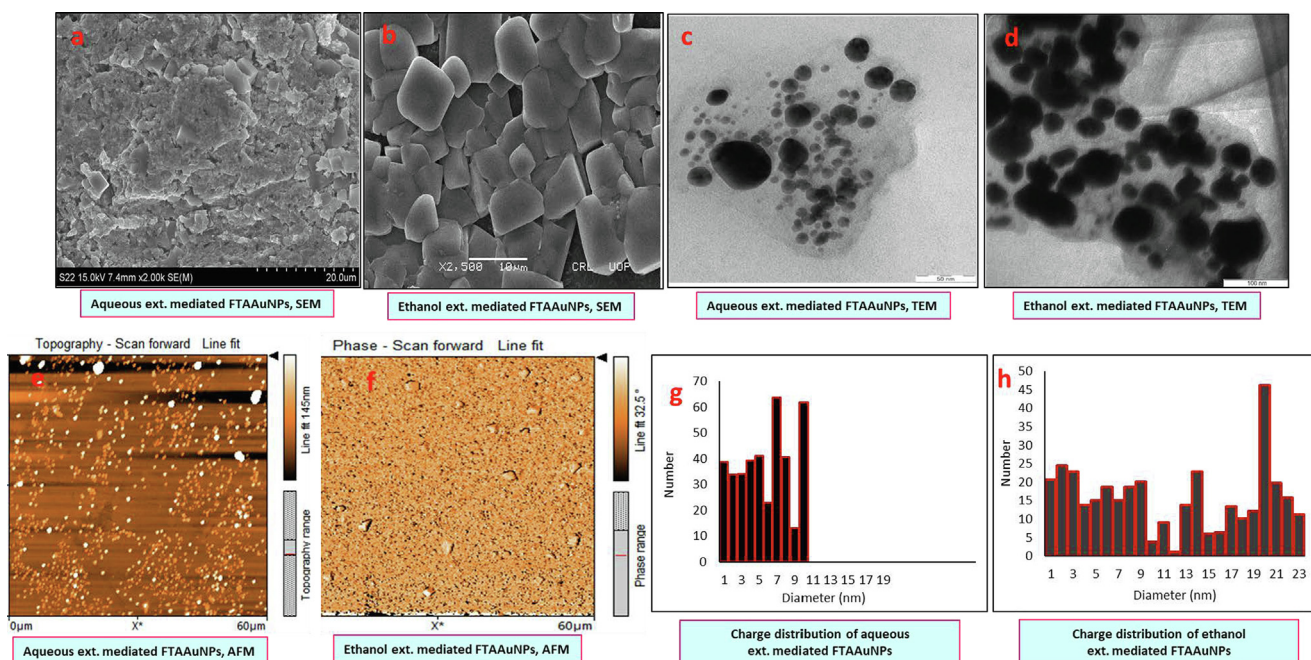 a
S22 15.0kV 7.4mm x2.00k SE(M)
20.0um
Aqueous ext. mediated FTAAuNPs, SEM
b
X2,500
10µm
CRL UOP
Ethanol ext. mediated FTAAuNPs, SEM
c
50 nm
Aqueous ext. mediated FTAAuNPs, TEM
d
100 nm
Ethanol ext. mediated FTAAuNPs, TEM
Topography - Scan forward Line fit
e
Line fit 145nm
Topography range
0µm X* 60µm
Aqueous ext. mediated FTAAuNPs, AFM
Phase - Scan forward Line fit
f
Line fit 32.5°
Phase range
X* 60µm
Ethanol ext. mediated FTAAuNPs, AFM
g
70
60
50
40
30
20
10
0
Number
1 3 5 7 9 11 13 15 17 19
Diameter (nm)
Charge distribution of aqueous
ext. mediated FTAAuNPs
h
50
45
40
35
30
25
20
15
10
5
0
Number
1 3 5 7 9 11 13 15 17 19 21 23
Diameter (nm)
Charge distribution of ethanol
ext. mediated FTAAuNPs